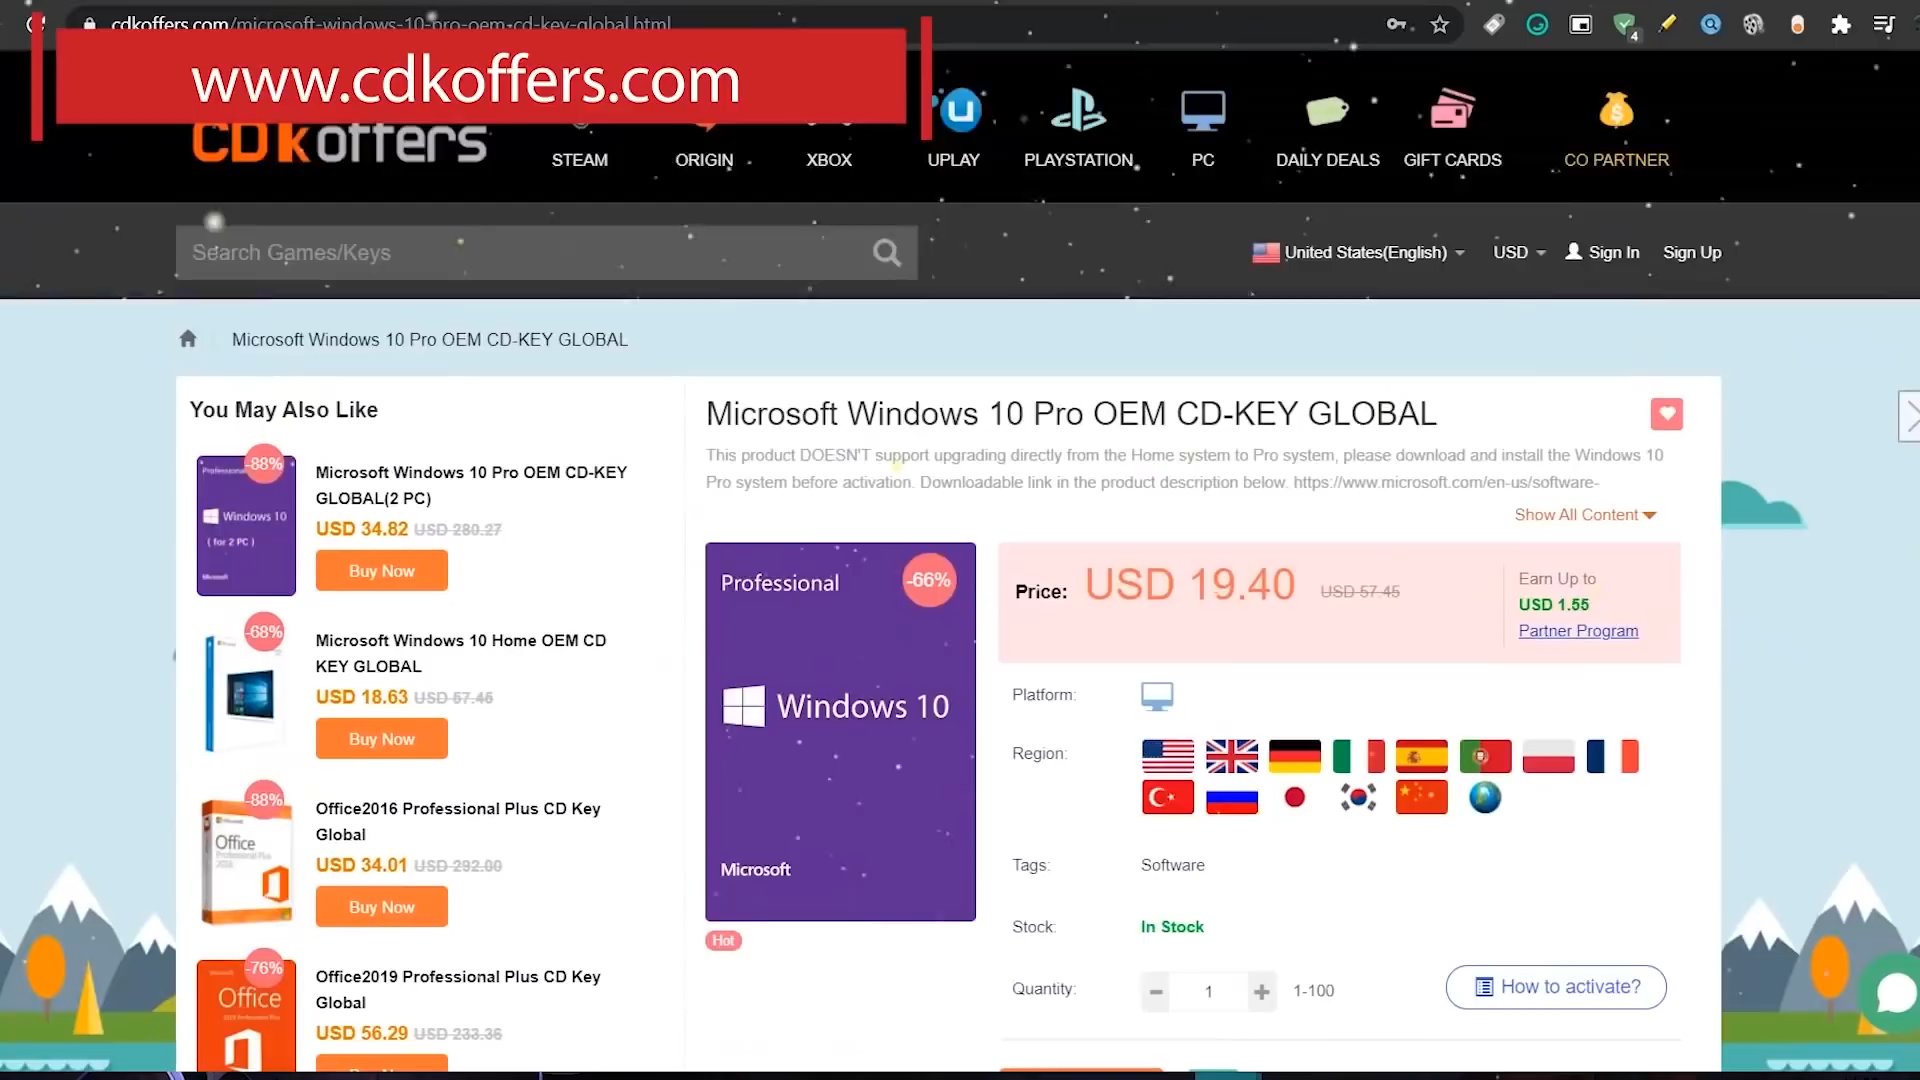 cdkoffers.com/microsoft-windows-10-pro-oem-cd-key-global.html
4
www.cdkoffers.com
CDkoffers
STEAM
ORIGIN
XBOX
UPLAY
PLAYSTATION
PC
DAILY DEALS
GIFT CARDS
CO PARTNER
Search Games/Keys
United States(English)
USD
Sign In
Sign Up
Microsoft Windows 10 Pro OEM CD-KEY GLOBAL
You May Also Like
-88%
Professional
Windows 10
( for 2 PC )
Microsoft
Microsoft Windows 10 Pro OEM CD-KEY
GLOBAL(2 PC)
USD 34.82 USD 280.27
Buy Now
-68%
Microsoft Windows 10 Home OEM CD
KEY GLOBAL
USD 18.63 USD 57.45
Buy Now
-88%
Office
Professional Plus
2016
Office2016 Professional Plus CD Key
Global
USD 34.01 USD 292.00
Buy Now
-76%
Office
Office2019 Professional Plus CD Key
Global
USD 56.29 USD 233.36
Microsoft Windows 10 Pro OEM CD-KEY GLOBAL
This product DOESN'T support upgrading directly from the Home system to Pro system, please download and install the Windows 10
Pro system before activation. Downloadable link in the product description below. https://www.microsoft.com/en-us/software-
Show All Content
Professional
-66%
Windows 10
Microsoft
Hot
Price: USD 19.40 USD 57.45
Earn Up to
USD 1.55
Partner Program
Platform:
Region:
Tags: Software
Stock: In Stock
Quantity: 1 1-100
How to activate?